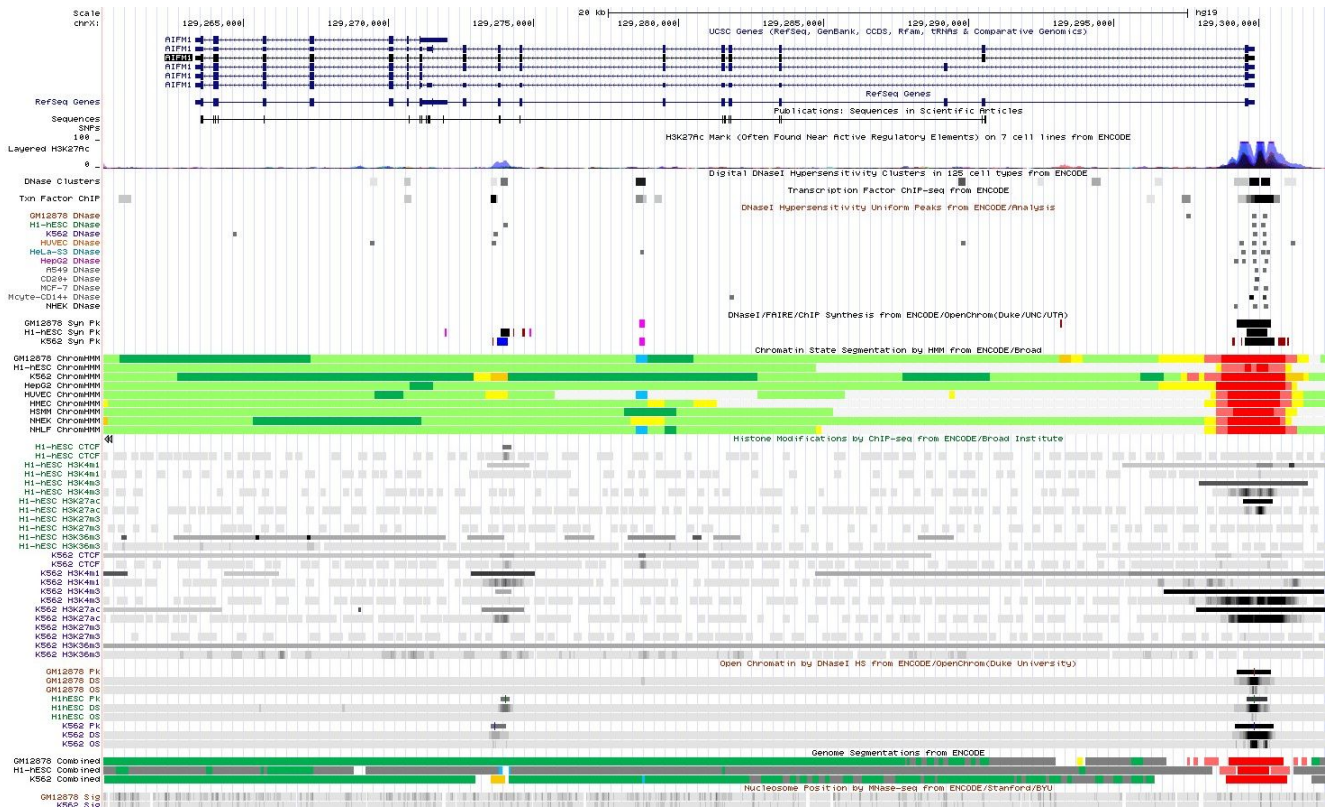 Scale 20 kb hg19
chrX: 129,265,000 129,270,000 129,275,000 129,280,000 129,285,000 129,290,000 129,295,000 129,300,000
UCSC Genes (RefSeq, GenBank, CCDS, Rfam, tRNAs & Comparative Genomics)
AIFM1
AIFM1
AIFM1
AIFM1
AIFM1
AIFM1
RefSeq Genes
RefSeq Genes
Publications: Sequences in Scientific Articles
Sequences
SNPs
H3K27Ac Mark (Often Found Near Active Regulatory Elements) on 7 cell lines from ENCODE
100
Layered H3K27Ac
0
Digital DNaseI Hypersensitivity Clusters in 125 cell types from ENCODE
DNase Clusters
Transcription Factor ChIP-seq from ENCODE
Txn Factor ChIP
DNaseI Hypersensitivity Uniform Peaks from ENCODE/Analysis
GM12878 DNase
H1-hESC DNase
K562 DNase
HUVEC DNase
HeLa-S3 DNase
HepG2 DNase
A549 DNase
CD20+ DNase
MCF-7 DNase
Mcyte-CD14+ DNase
NHEK DNase
DNaseI/FAIRE/ChIP Synthesis from ENCODE/OpenChrom(Duke/UNC/UTA)
GM12878 Syn Pk
H1-hESC Syn Pk
K562 Syn Pk
Chromatin State Segmentation by HMM from ENCODE/Broad
GM12878 ChromHMM
H1-hESC ChromHMM
K562 ChromHMM
HepG2 ChromHMM
HUVEC ChromHMM
HMEC ChromHMM
HSMM ChromHMM
NHEK ChromHMM
NHLF ChromHMM
Histone Modifications by ChIP-seq from ENCODE/Broad Institute
H1-hESC CTCF
H1-hESC CTCF
H1-hESC H3K4m1
H1-hESC H3K4m1
H1-hESC H3K4m3
H1-hESC H3K4m3
H1-hESC H3K27ac
H1-hESC H3K27ac
H1-hESC H3K27m3
H1-hESC H3K27m3
H1-hESC H3K36m3
H1-hESC H3K36m3
K562 CTCF
K562 CTCF
K562 H3K4m1
K562 H3K4m1
K562 H3K4m3
K562 H3K4m3
K562 H3K27ac
K562 H3K27ac
K562 H3K27m3
K562 H3K27m3
K562 H3K36m3
K562 H3K36m3
Open Chromatin by DNaseI HS from ENCODE/OpenChrom(Duke University)
GM12878 Pk
GM12878 DS
GM12878 OS
H1hESC Pk
H1hESC DS
H1hESC OS
K562 Pk
K562 DS
K562 OS
Genome Segmentations from ENCODE
GM12878 Combined
H1-hESC Combined
K562 Combined
Nucleosome Position by MNase-seq from ENCODE/Stanford/BYU
GM12878 Sig
K562 Sig